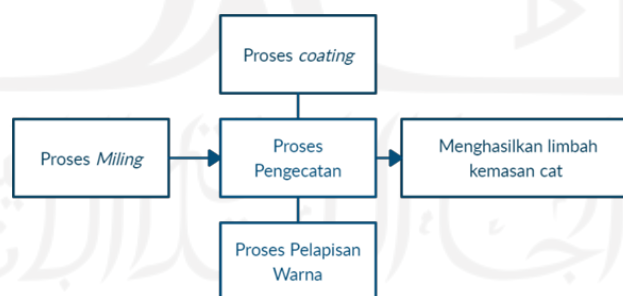 Proses coating
Proses Miling
Proses
Pengecatan
Menghasilkan limbah
kemasan cat
Proses Pelapisan
Warna